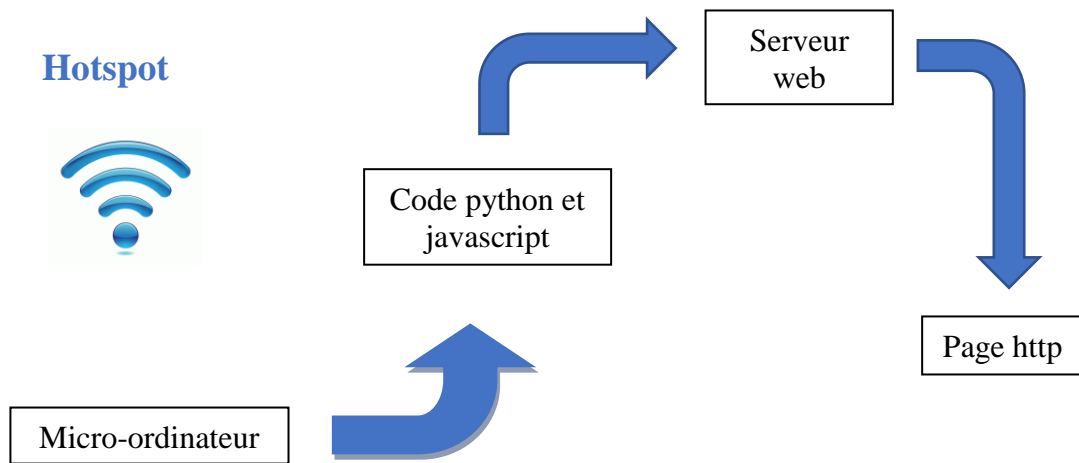 Hotspot
Serveur
web
Code python et
javascript
Page http
Micro-ordinateur